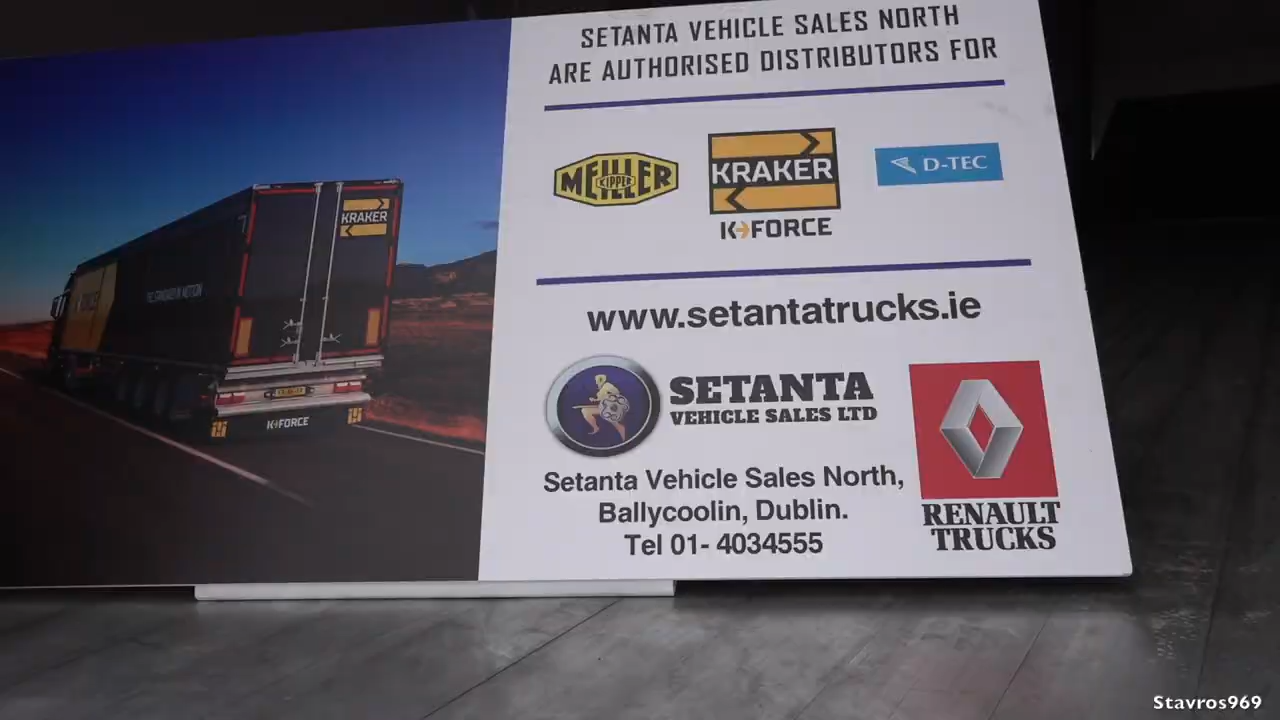 SETANTA VEHICLE SALES NORTH
ARE AUTHORISED DISTRIBUTORS FOR
MEILLER
KIPPER
KRAKER
K→FORCE
D-TEC
www.setantatrucks.ie
SETANTA
VEHICLE SALES LTD
Setanta Vehicle Sales North,
Ballycoolin, Dublin.
Tel 01- 4034555
RENAULT
TRUCKS
KRAKER
K→FORCE
Stavros969